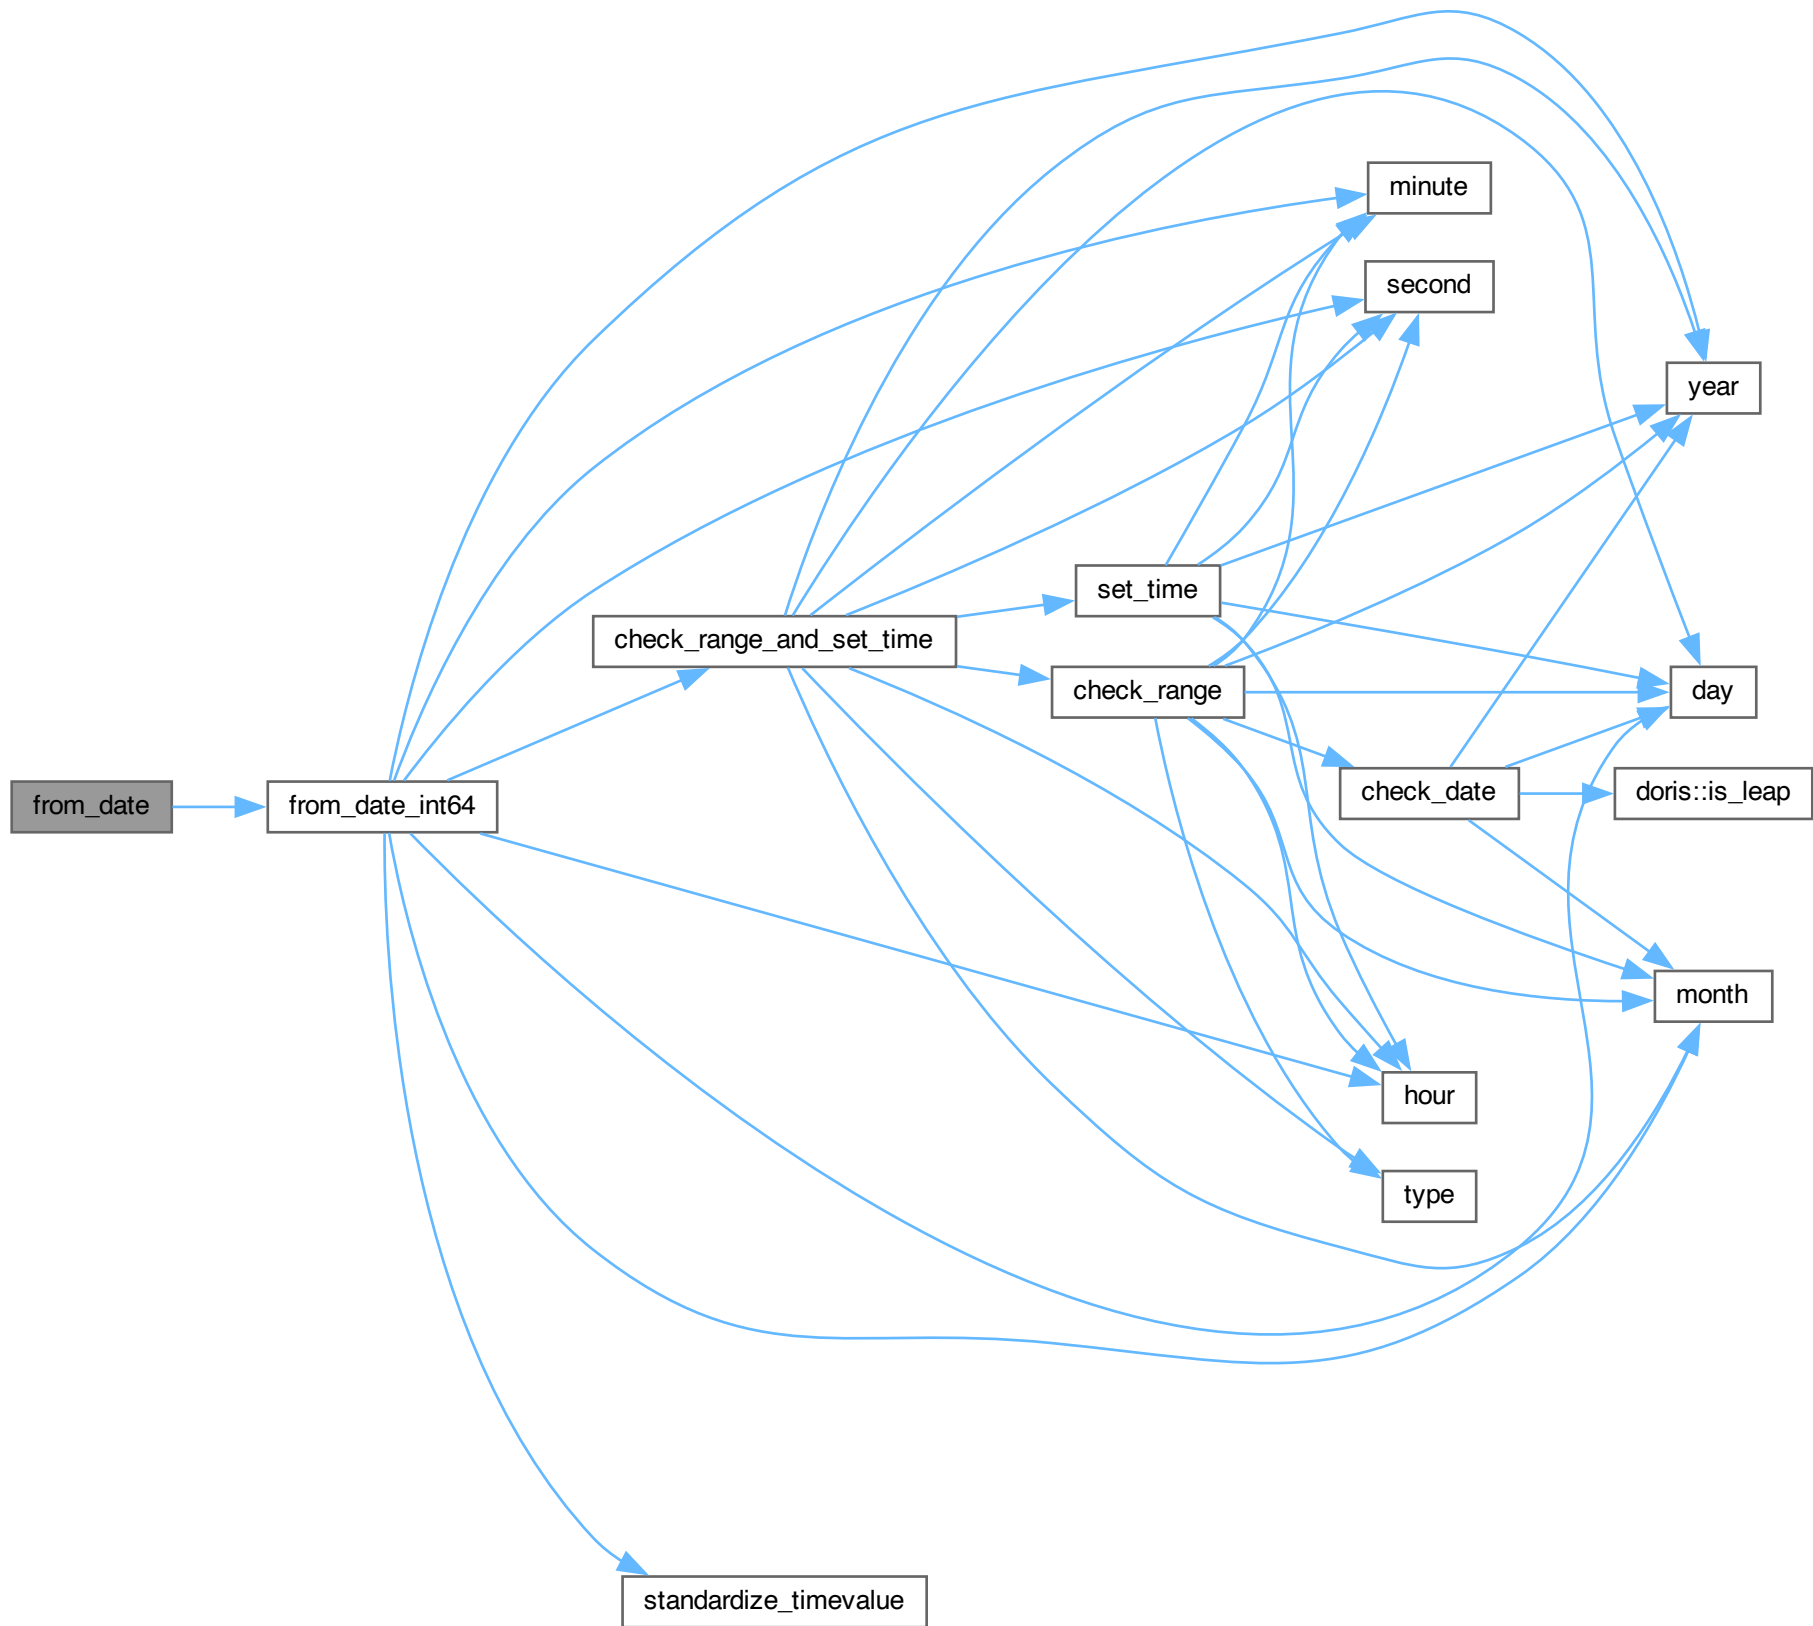 minute
second
year
set_time
check_range_and_set_time
check_range
day
from_date
from_date_int64
check_date
doris::is_leap
month
hour
type
standardize_timevalue